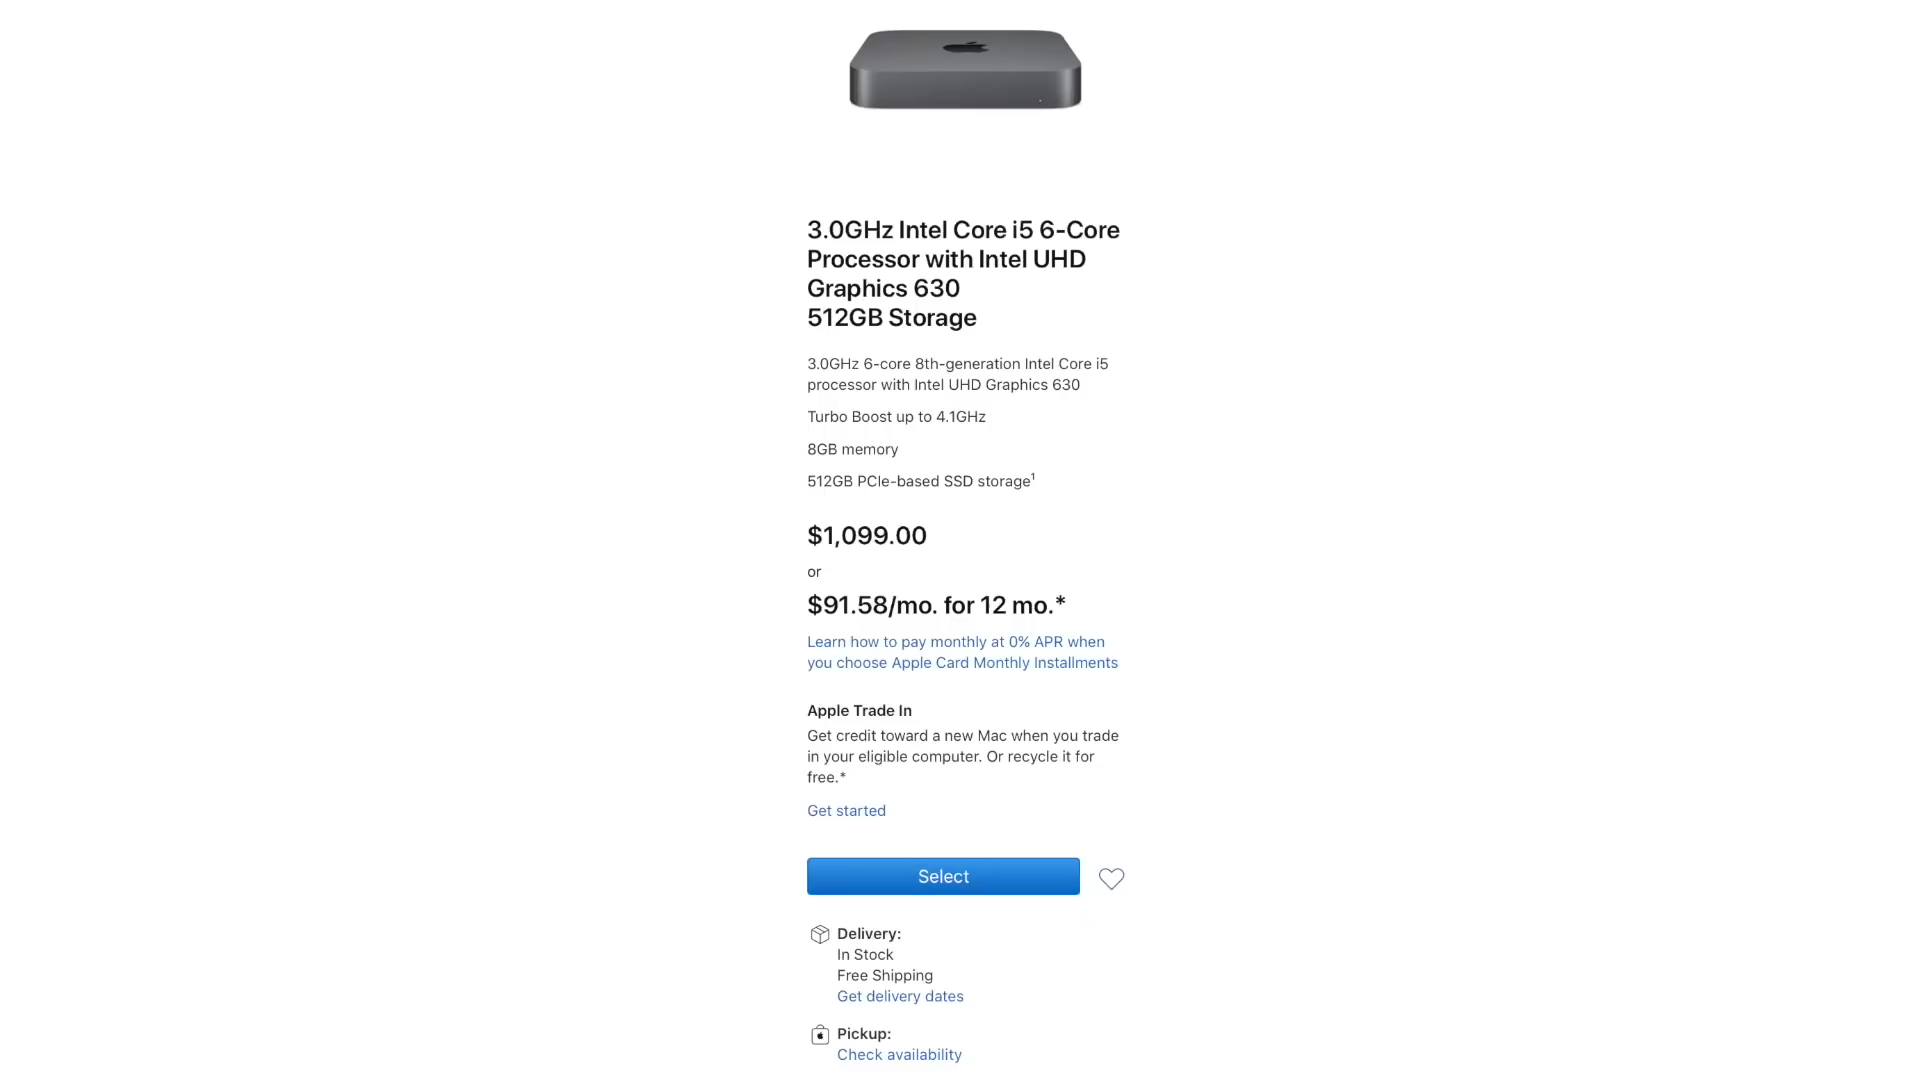 3.0GHz Intel Core i5 6-Core
Processor with Intel UHD
Graphics 630
512GB Storage
3.0GHz 6-core 8th-generation Intel Core i5
processor with Intel UHD Graphics 630
Turbo Boost up to 4.1GHz
8GB memory
512GB PCIe-based SSD storage¹
$1,099.00
or
$91.58/mo. for 12 mo.*
Learn how to pay monthly at 0% APR when
you choose Apple Card Monthly Installments
Apple Trade In
Get credit toward a new Mac when you trade
in your eligible computer. Or recycle it for
free.*
Get started
Select
Delivery:
In Stock
Free Shipping
Get delivery dates
Pickup:
Check availability